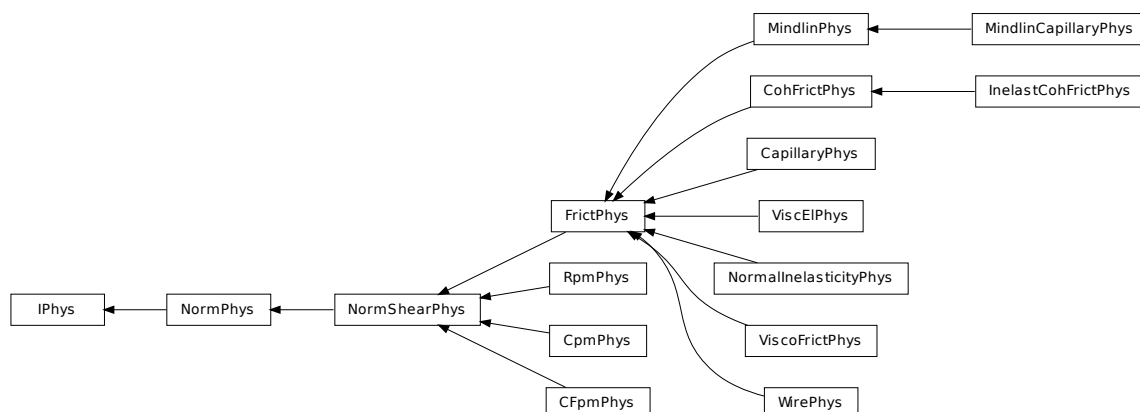 MindlinPhys
MindlinCapillaryPhys
CohFrictPhys
InelastCohFrictPhys
CapillaryPhys
FrictPhys
ViscElPhys
RpmPhys
NormalInelasticityPhys
IPhys
NormPhys
NormShearPhys
CpmPhys
ViscoFrictPhys
CFpmPhys
WirePhys